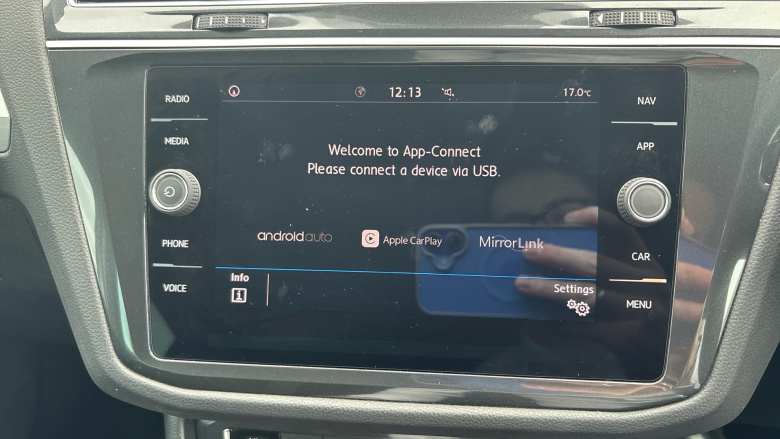 RADIO
MEDIA
PHONE
VOICE
12:13
17.0°C
Welcome to App-Connect
Please connect a device via USB.
androidauto
Apple CarPlay
MirrorLink
Info
Settings
NAV
APP
CAR
MENU